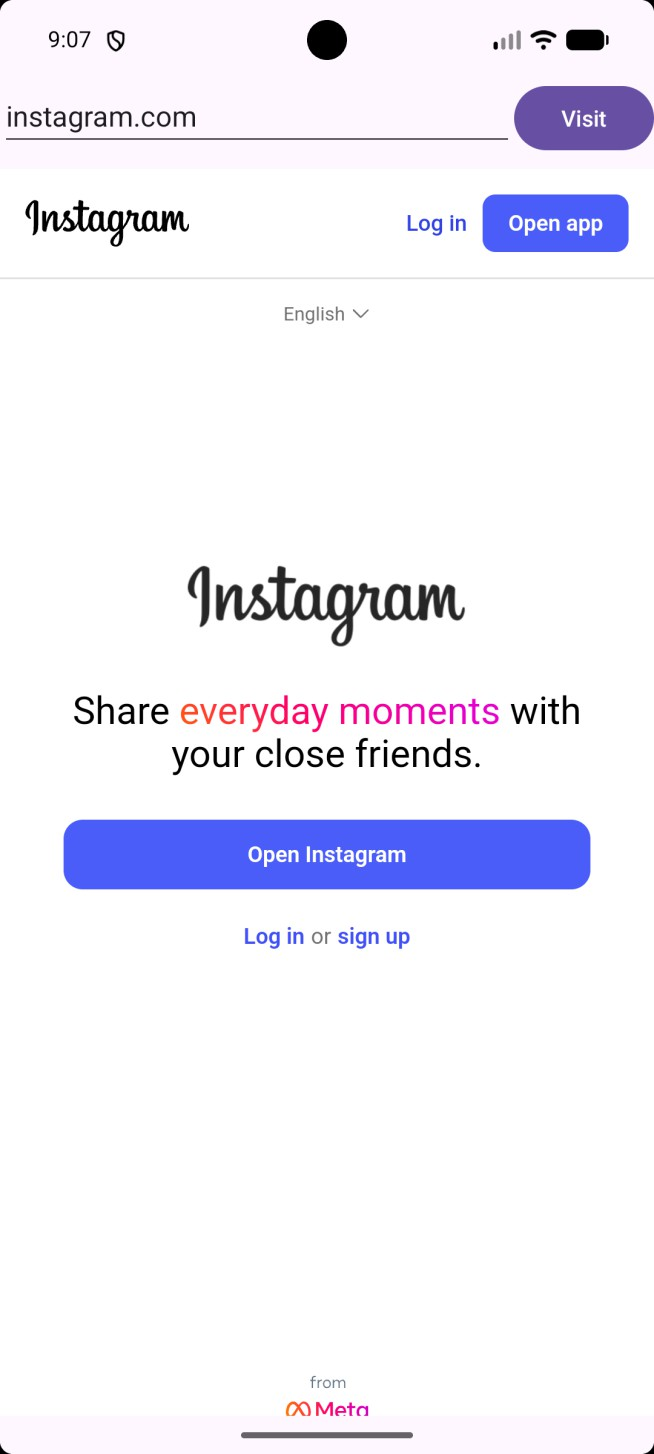 9:07
instagram.com
Visit
Instagram
Log in
Open app
English
Instagram
Share everyday moments with
your close friends.
Open Instagram
Log in or sign up
from
Meta